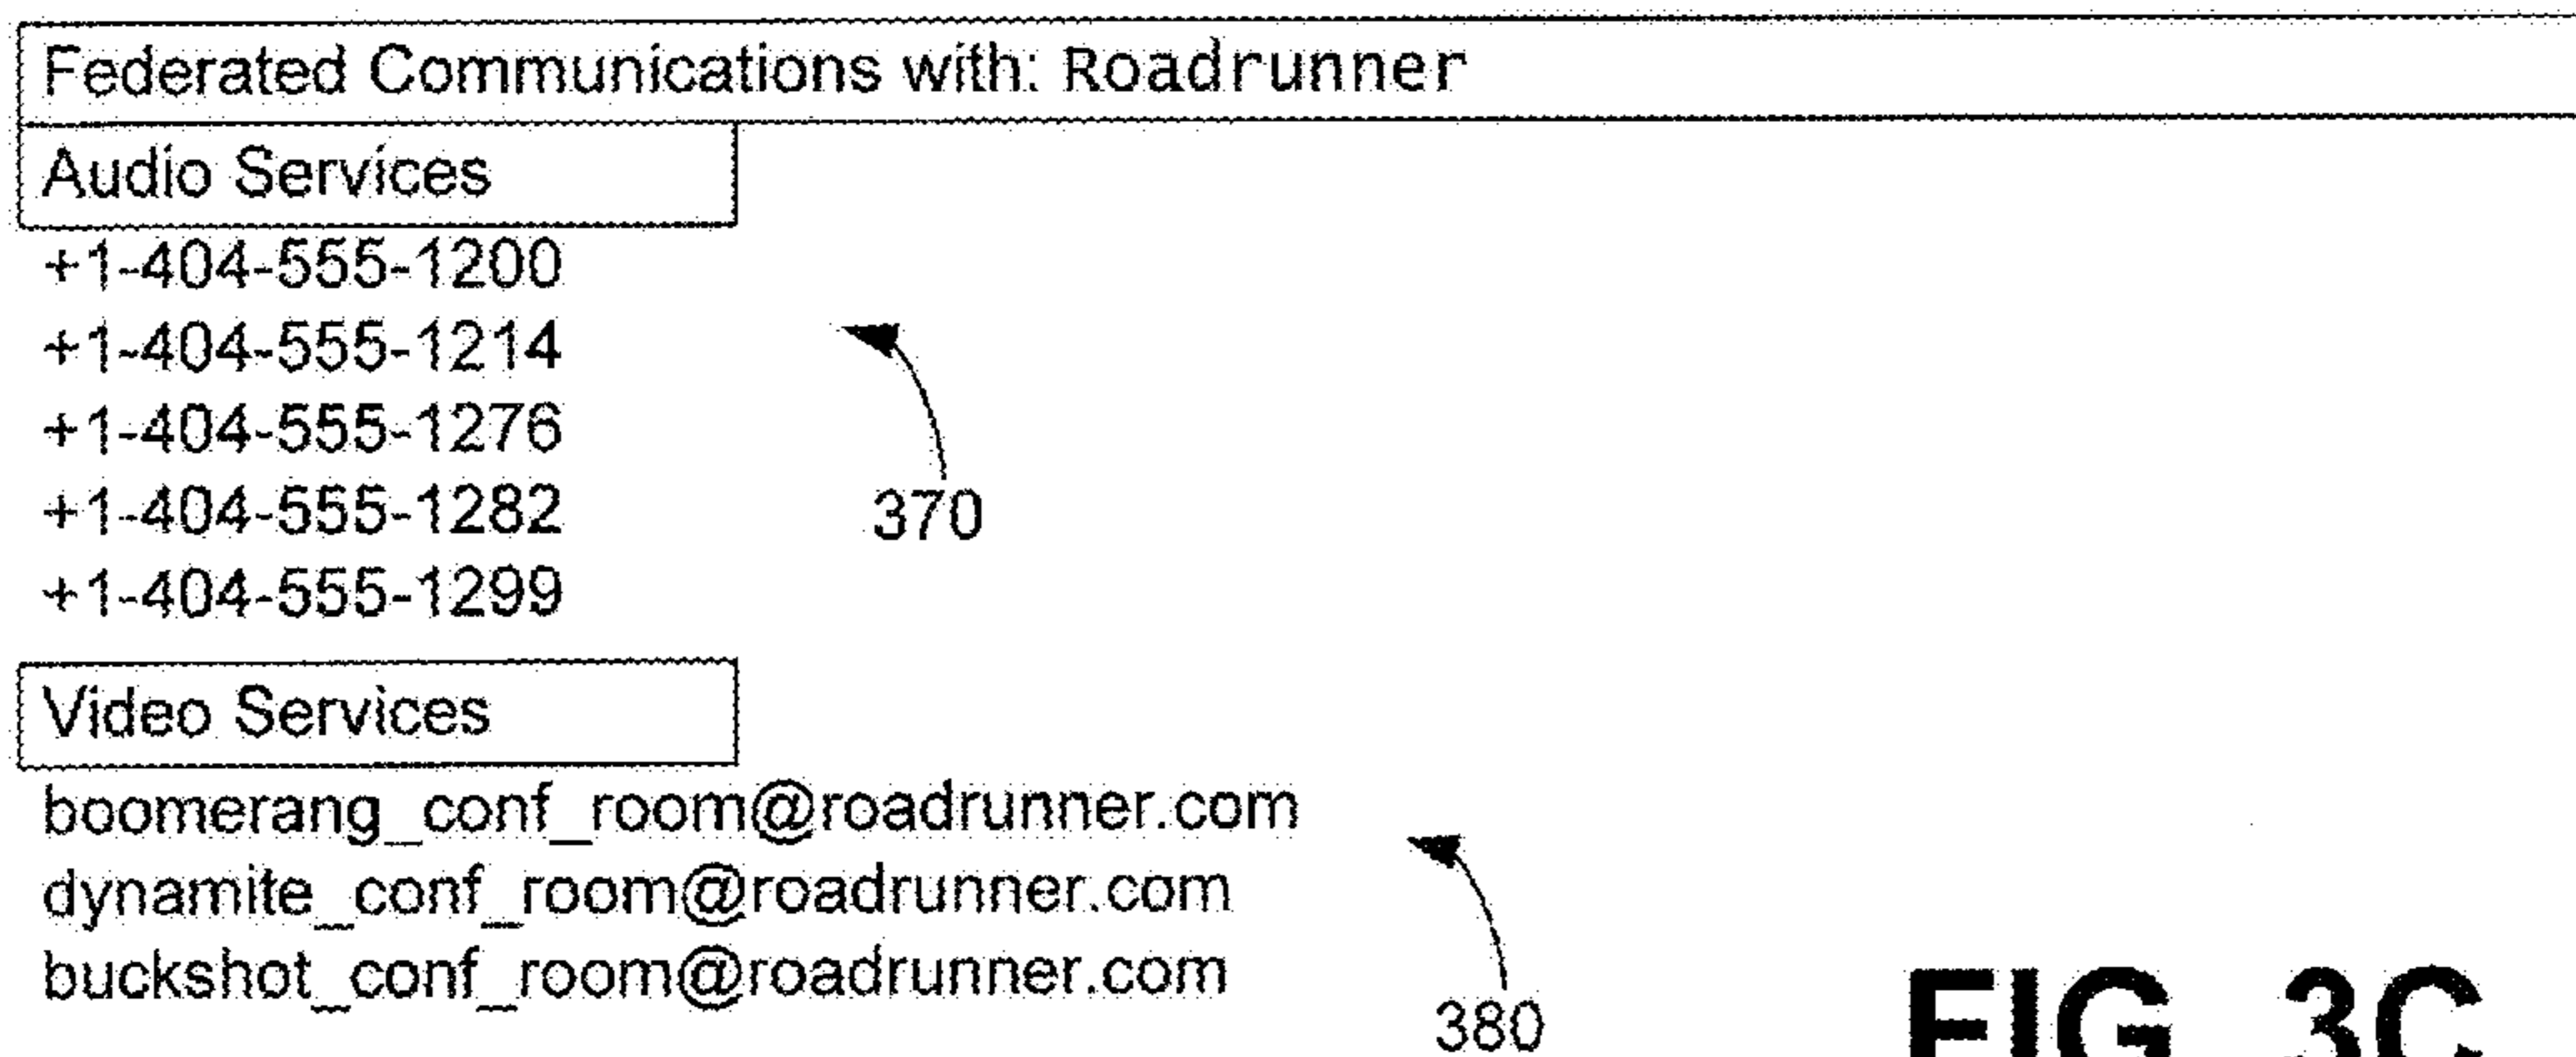 Federated Communications with: Roadrunner
Audio Services
+1-404-555-1200
+1-404-555-1214
+1-404-555-1276
+1-404-555-1282
+1-404-555-1299
370
Video Services
boomerang_conf_room@roadrunner.com
dynamite_conf_room@roadrunner.com
buckshot_conf_room@roadrunner.com
380
FIG. 3C